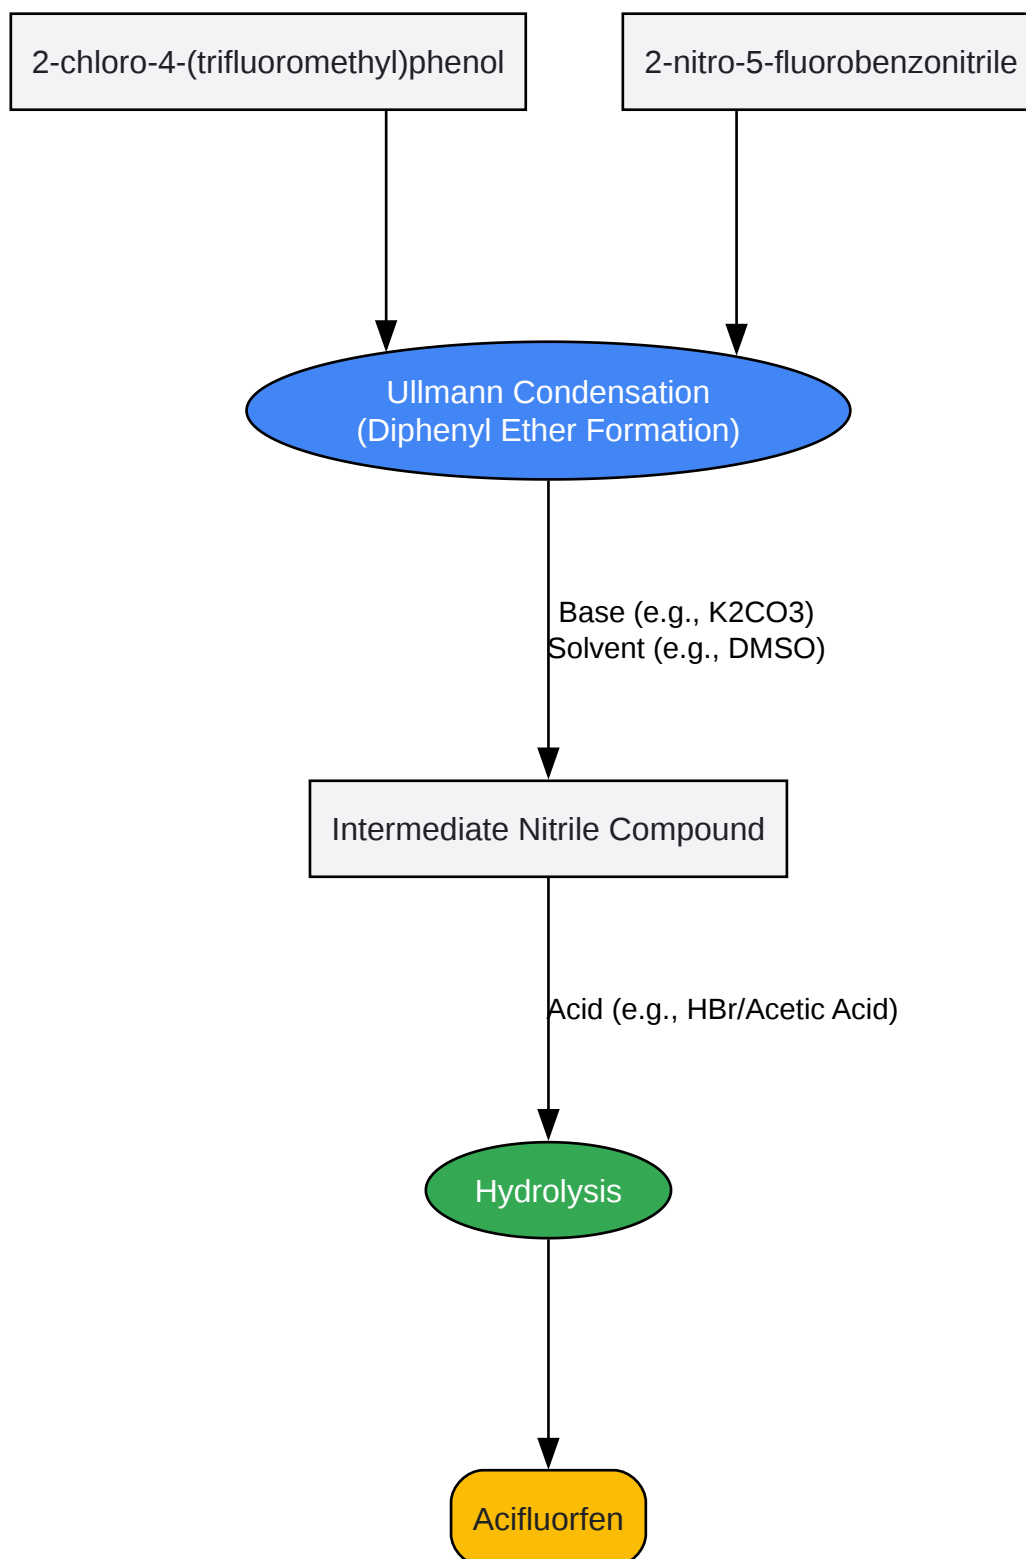 2-chloro-4-(trifluoromethyl)phenol
2-nitro-5-fluorobenzonitrile
Ullmann Condensation
(Diphenyl Ether Formation)
Base (e.g., K2CO3)
Solvent (e.g., DMSO)
Intermediate Nitrile Compound
Acid (e.g., HBr/Acetic Acid)
Hydrolysis
Acifluorfen